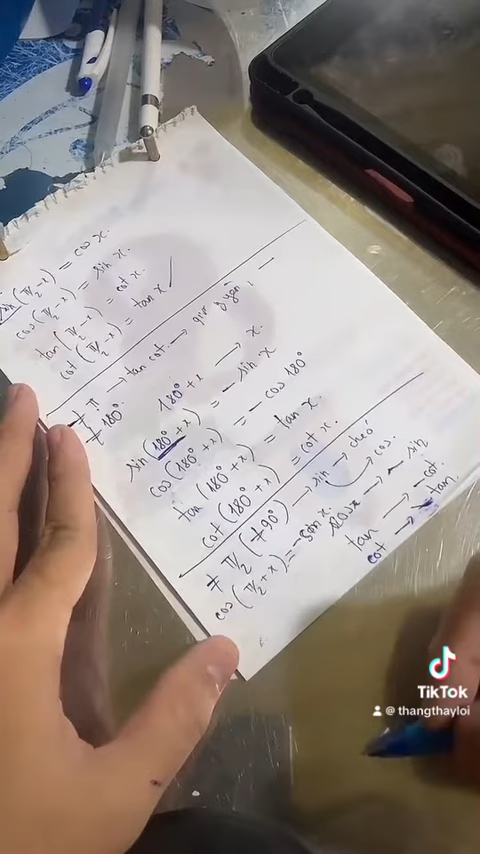 sin(π/2 - x) = cos x.
cos(π/2 - x) = sin x.
tan(π/2 - x) = cot x.
cot(π/2 - x) = tan x
≠ π → tan cot → giữ nguyên
≠ 180°
180° + x → x.
sin(180° + x) = - sin x
cos(180° + x) = - cos 180°
tan(180° + x) = tan x.
cot(180° + x) = cot x.
≠ π/2 (≠ 90°) → sin → chéo
cos(π/2 + x) = - sin x. → cos.
cos → - sin
tan → - cot.
cot → - tan.
TikTok
@ thangthayloi